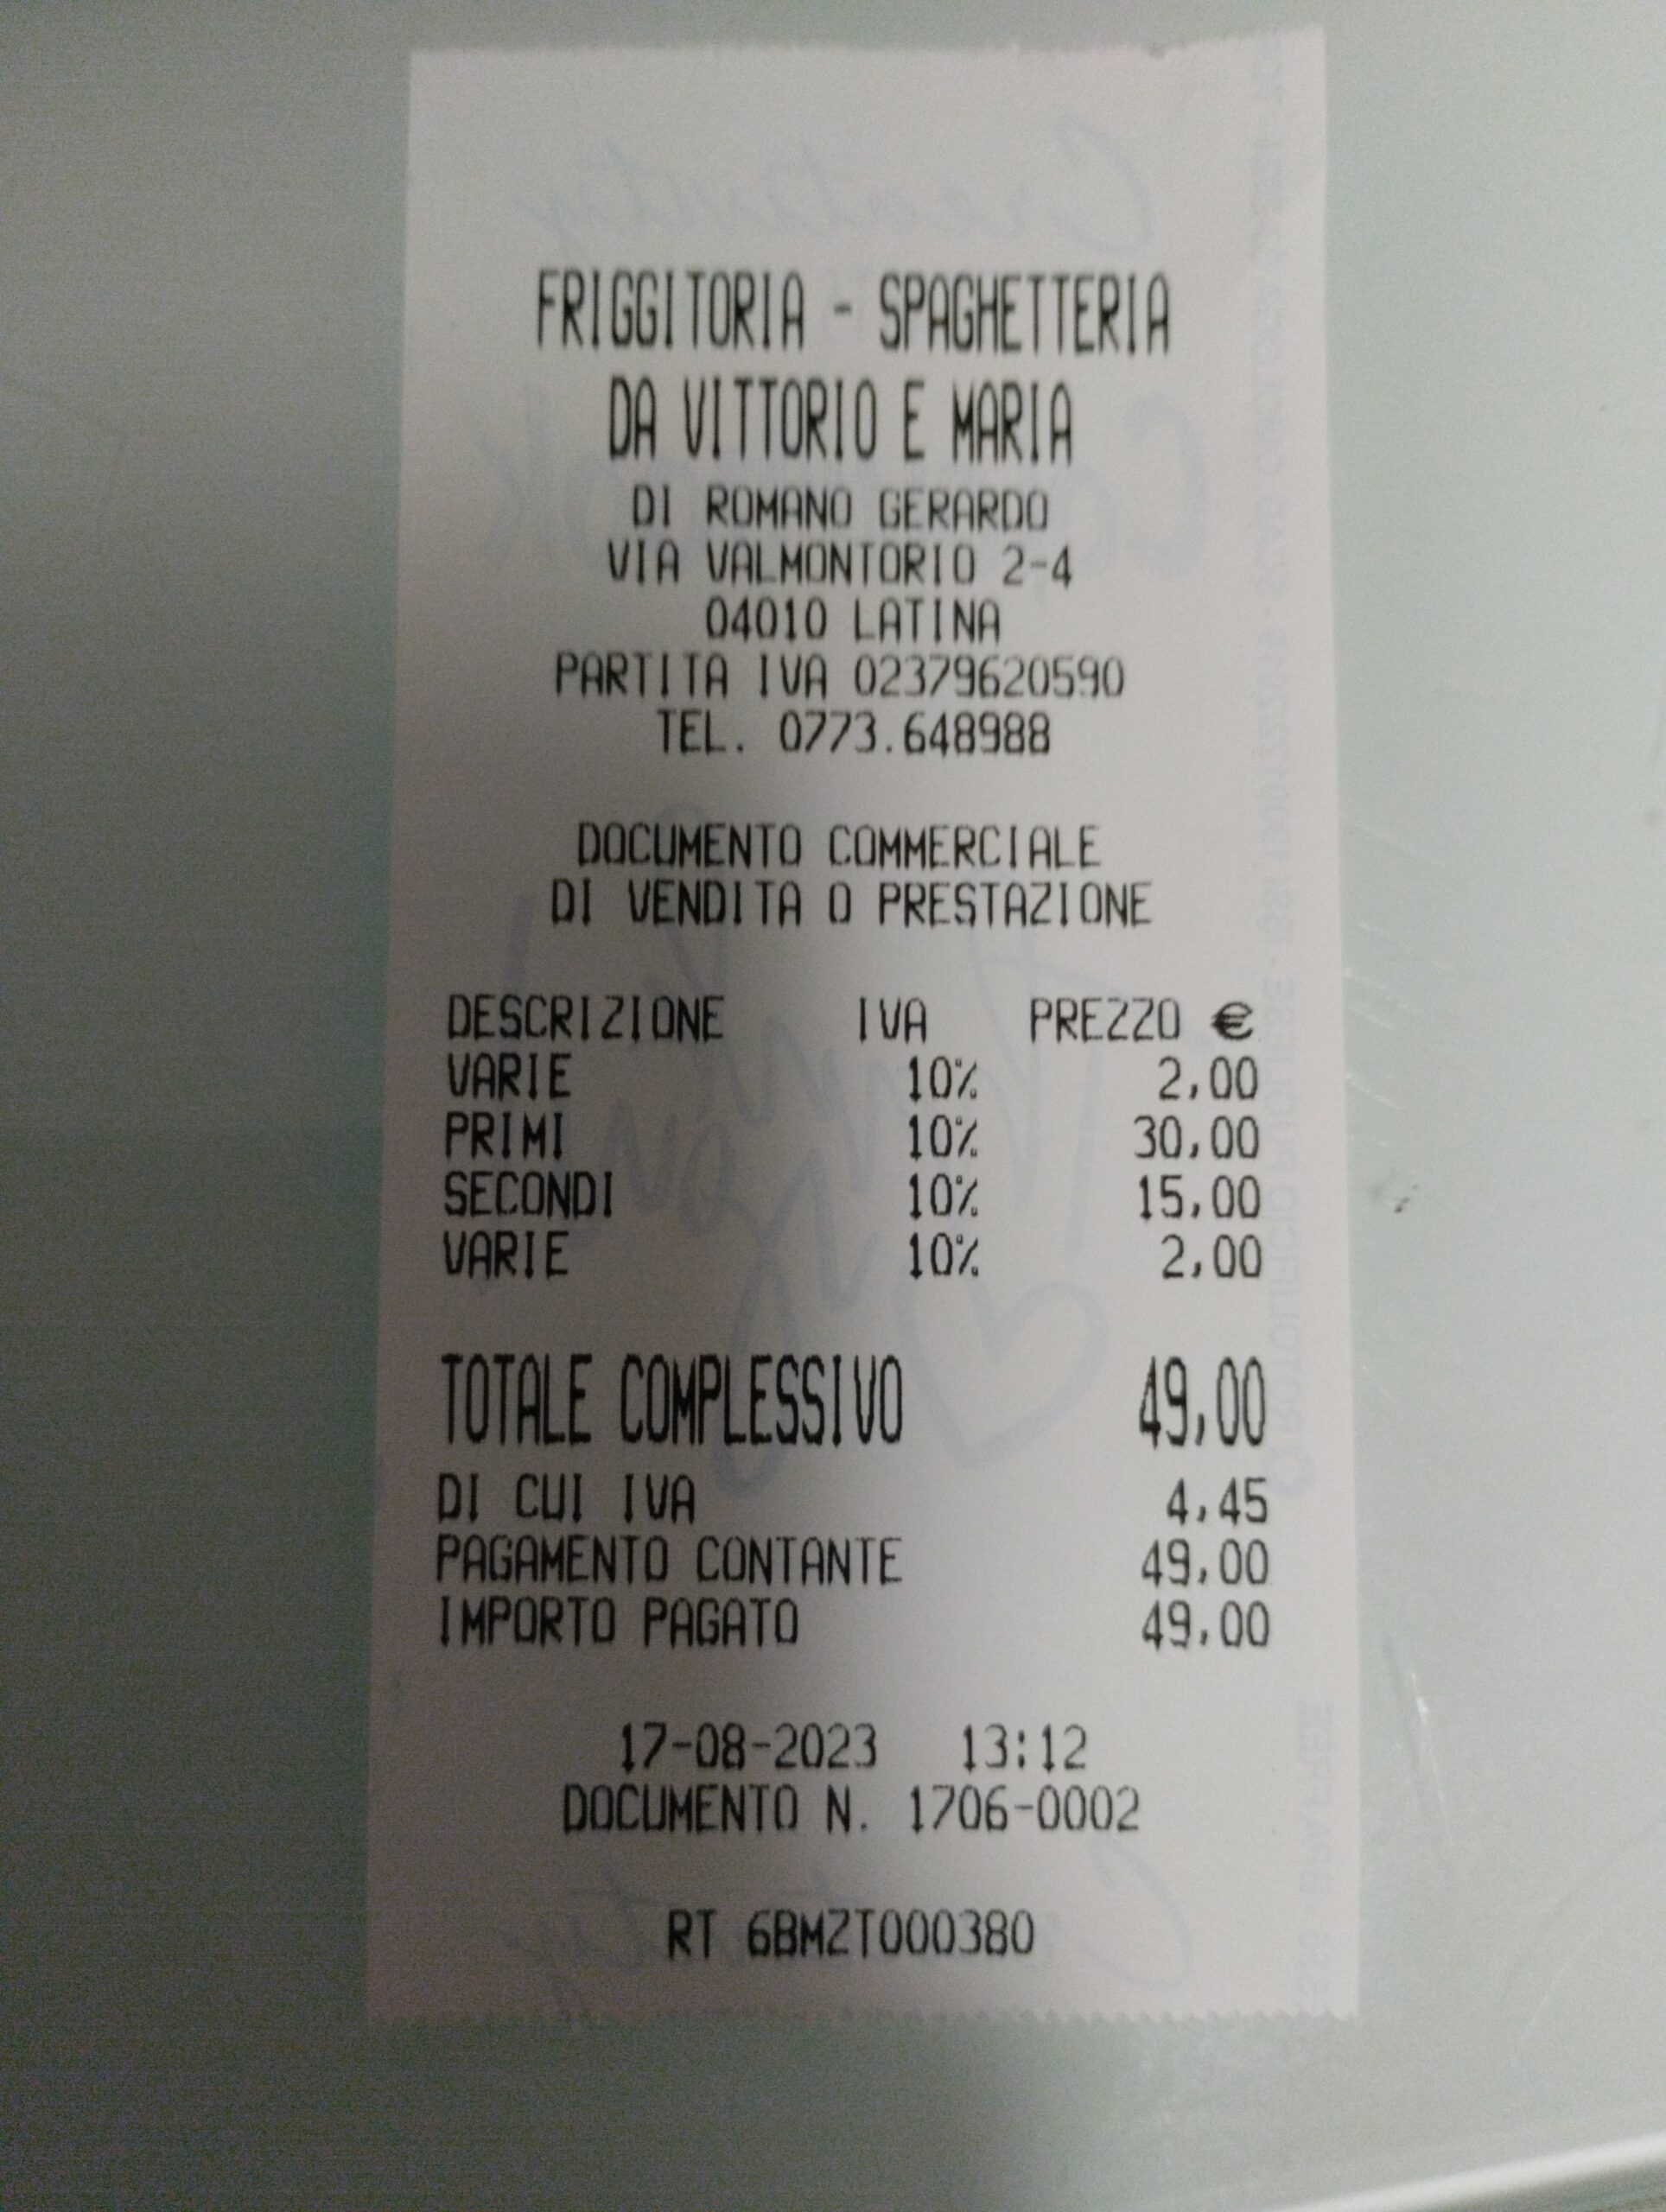 FRIGGITORIA - SPAGHETTERIA
DA VITTORIO E MARIA
DI ROMANO GERARDO
VIA VALMONTORIO 2-4
04010 LATINA
PARTITA IVA 02379620590
TEL. 0773.648988
DOCUMENTO COMMERCIALE
DI VENDITA O PRESTAZIONE
DESCRIZIONE IVA PREZZO €
VARIE 10% 2,00
PRIMI 10% 30,00
SECONDI 10% 15,00
VARIE 10% 2,00
TOTALE COMPLESSIVO 49,00
DI CUI IVA 4,45
PAGAMENTO CONTANTE 49,00
IMPORTO PAGATO 49,00
17-08-2023 13:12
DOCUMENTO N. 1706-0002
RT 6BMZT000380